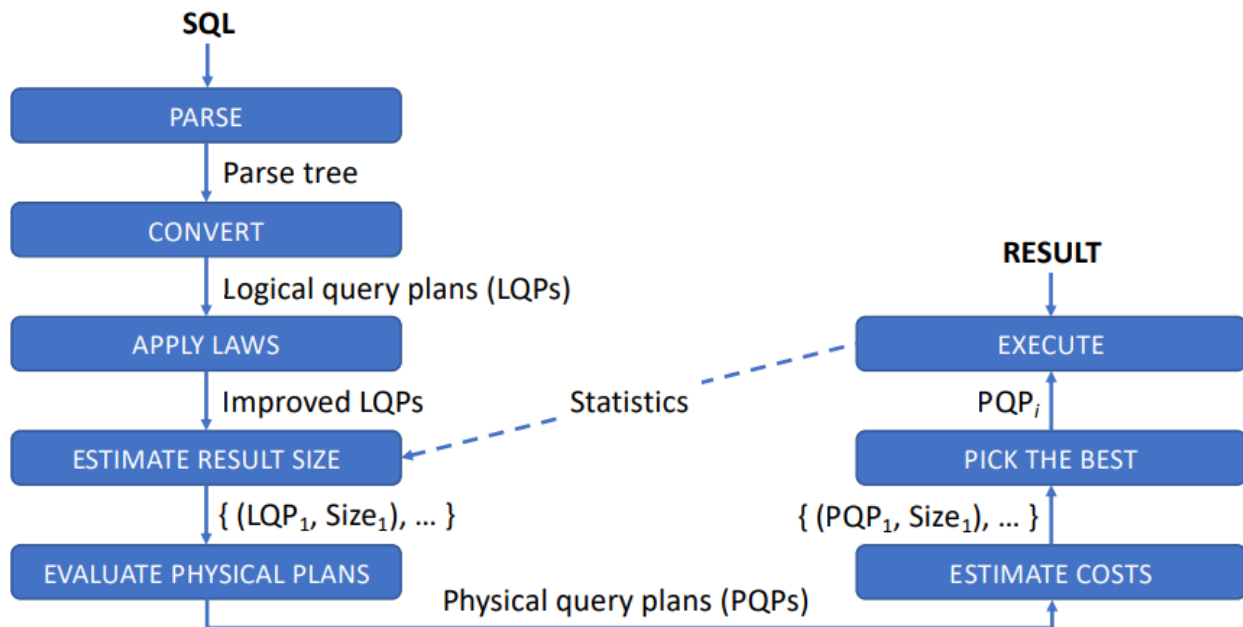 SQL
PARSE
Parse tree
CONVERT
Logical query plans (LQPs)
APPLY LAWS
Improved LQPs
ESTIMATE RESULT SIZE
{ (LQP₁, Size₁), … }
EVALUATE PHYSICAL PLANS
Physical query plans (PQPs)
Statistics
RESULT
EXECUTE
PQPᵢ
PICK THE BEST
{ (PQP₁, Size₁), … }
ESTIMATE COSTS